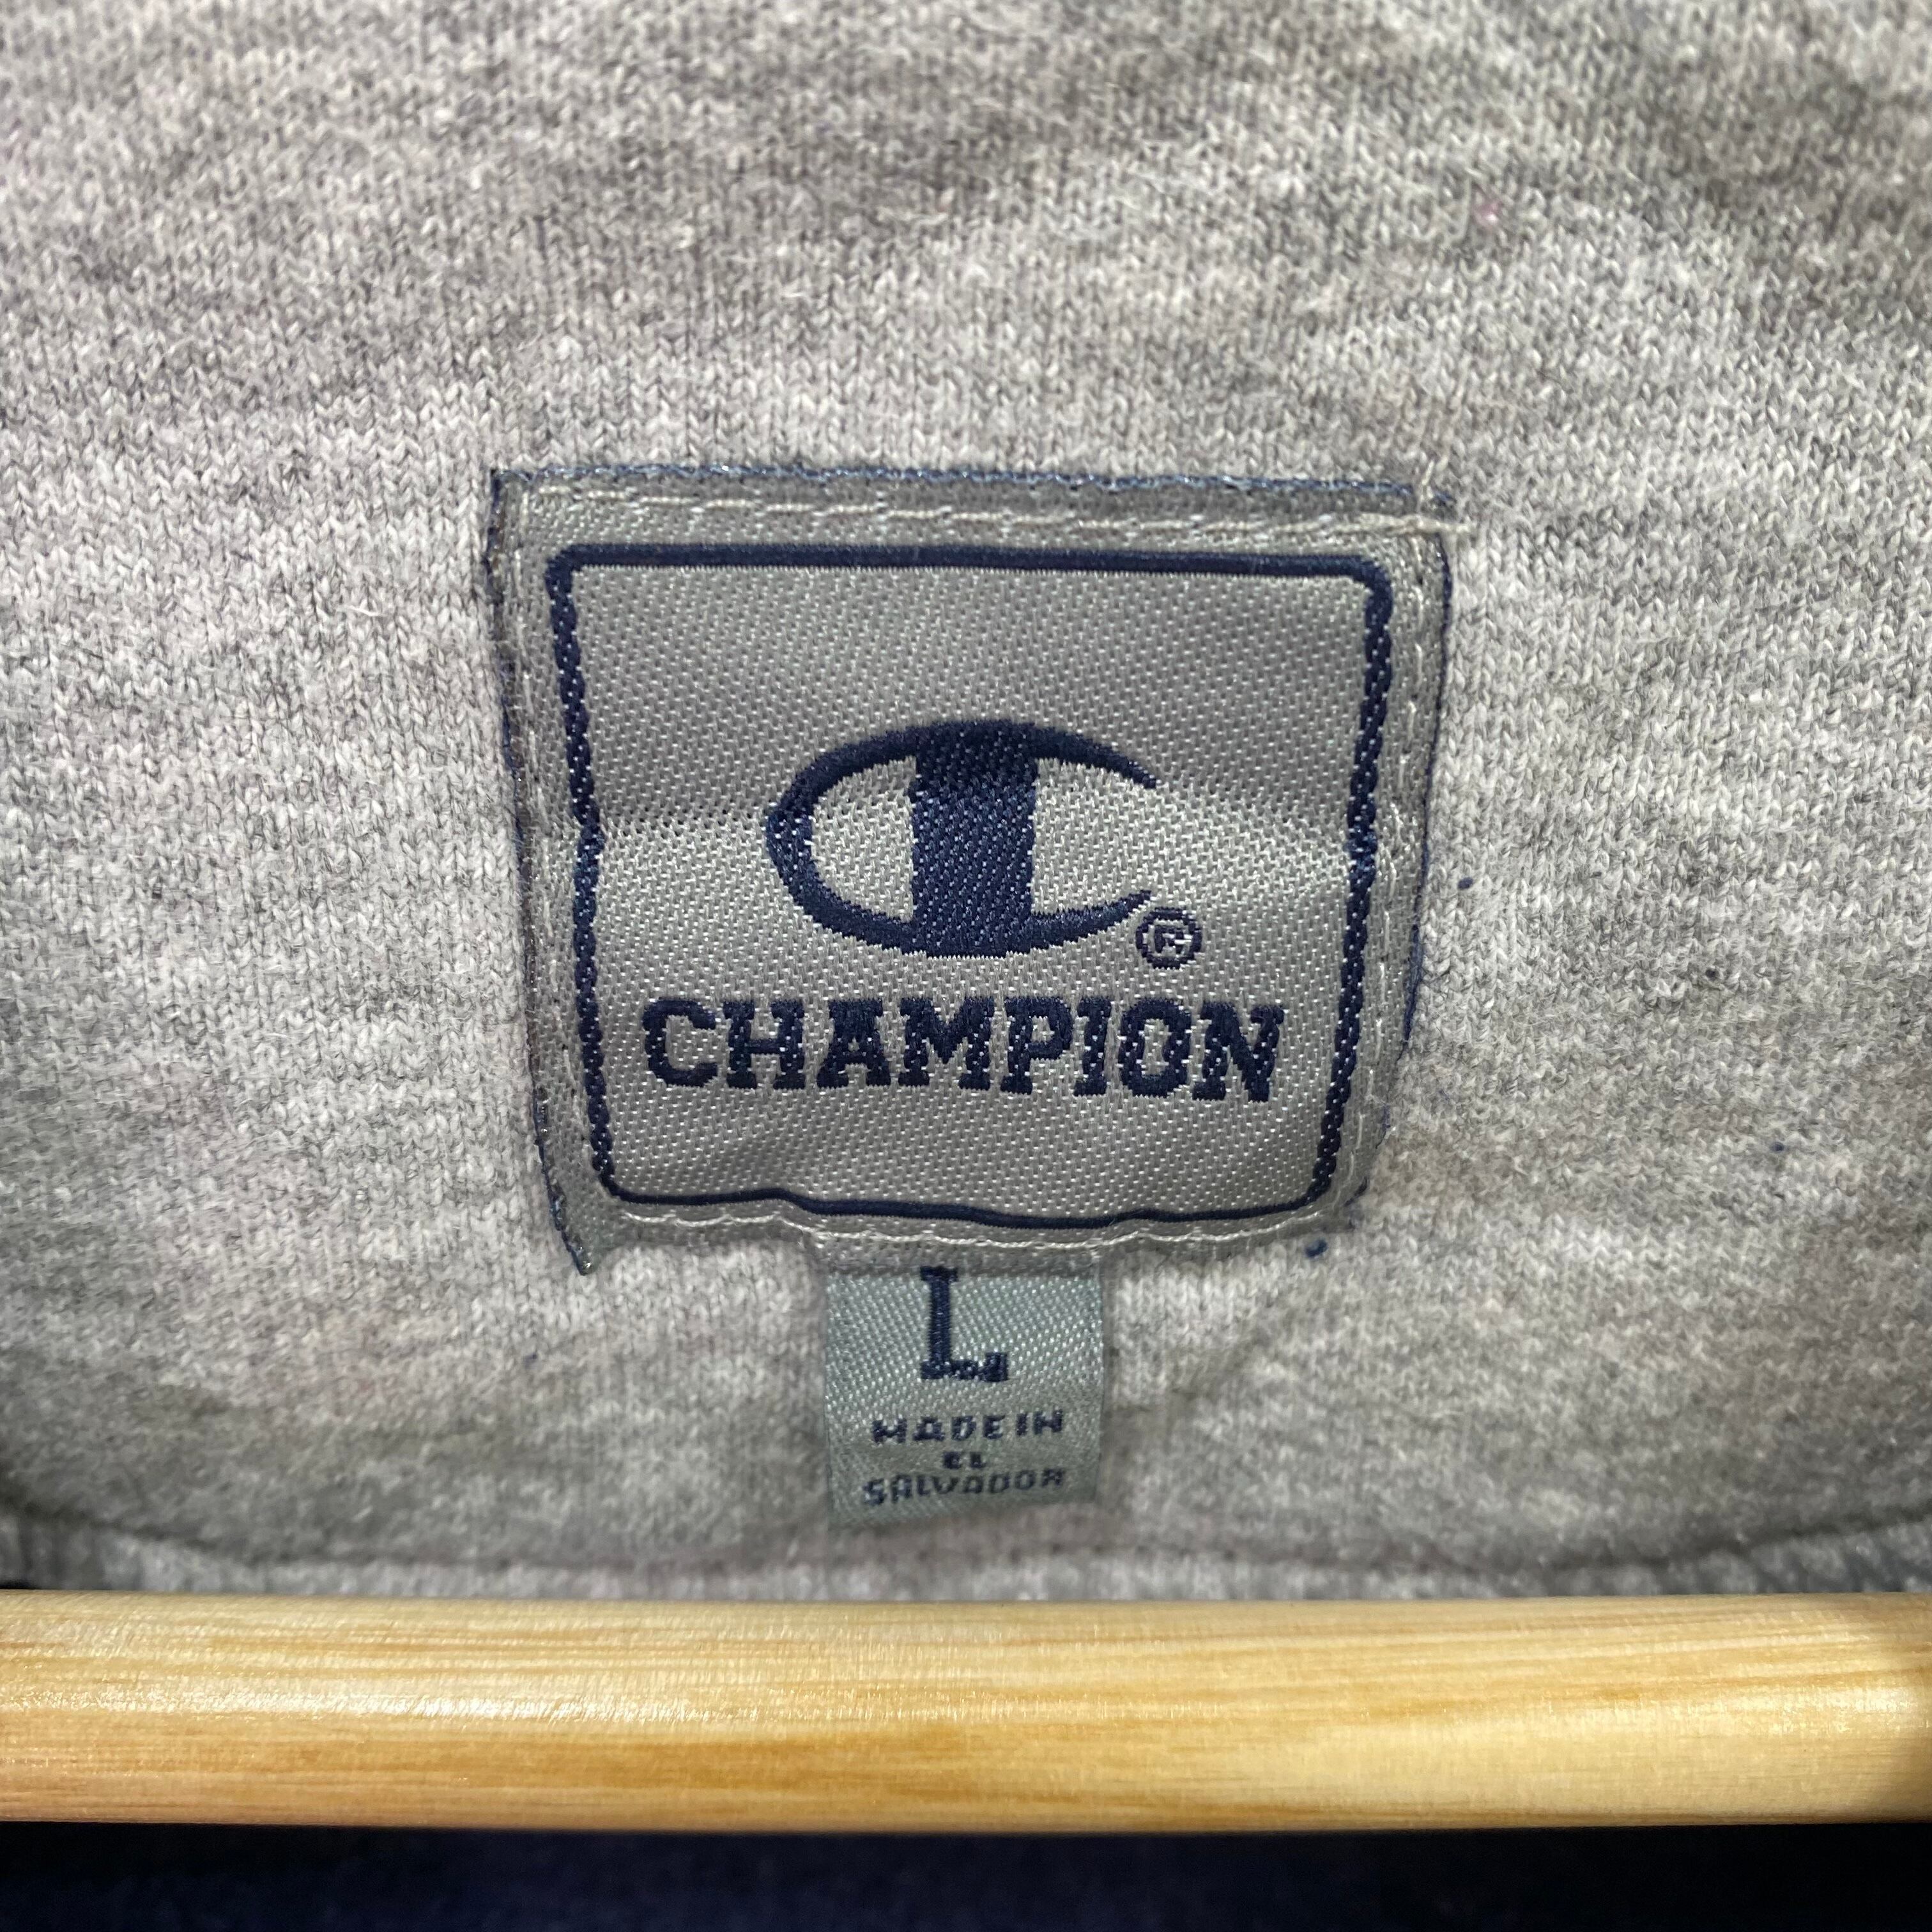 ®
CHAMPION
L
MADE IN
EL
SALVADOR